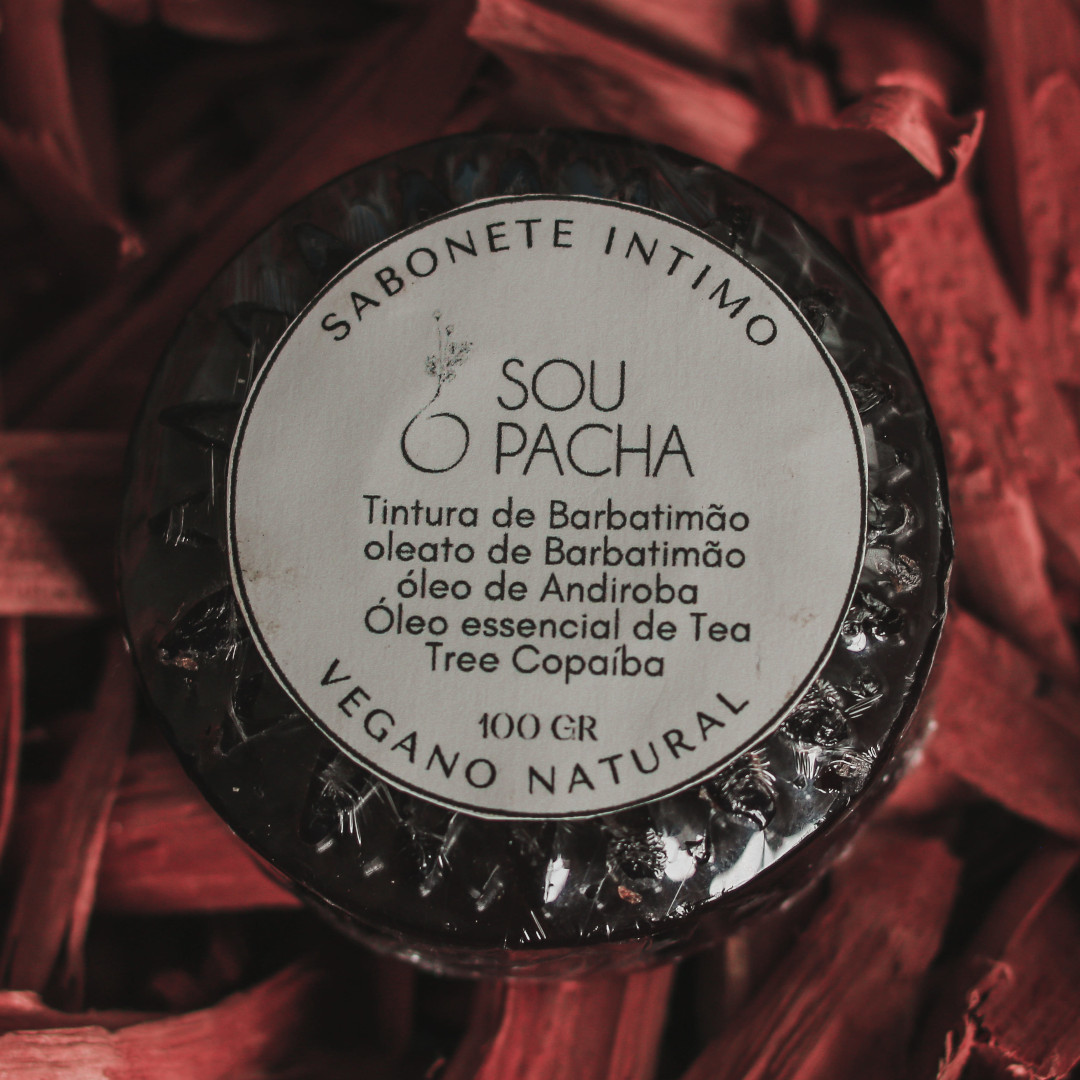 SABONETE INTIMO
SOU
PACHA
Tintura de Barbatimão
oleato de Barbatimão
óleo de Andiroba
Óleo essencial de Tea
Tree Copaíba
100 GR
VEGANO NATURAL